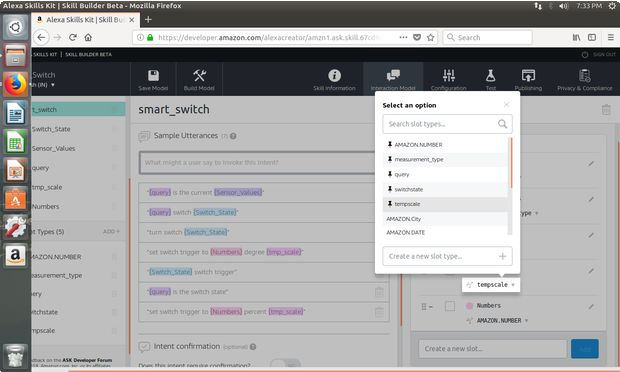 Alexa Skills Kit | Skill Builder Beta - Mozilla Firefox
7:33 PM
Alexa Skills Kit | Skill B
https://developer.amazon.com/alexacreator/amzn1.ask.skill.67cd
Search
SKILLS KIT | SKILL BUILDER BETA
SIGN OUT
Switch
sh (IN)
Save Model
Build Model
Skill Information
Interaction Model
Configuration
Test
Publishing
Privacy & Compliance
t_switch
Switch_State
Sensor_Values
query
tmp_scale
Numbers
t Types (5)
ADD +
AMAZON.NUMBER
measurement_type
query
switchstate
tempscale
dback on the ASK Developer Forum
smart_switch
Sample Utterances (7)
What might a user say to invoke this intent?
"{query} is the current {Sensor_Values}"
"{query} switch {Switch_State}"
"turn switch {Switch_State}"
"set switch trigger to {Numbers} degree {tmp_scale}"
"{Switch_State} switch trigger"
"{query} is the switch state"
"set switch trigger to {Numbers} percent {tmp_scale}"
Intent confirmation (optional)
Does this intent require confirmation?
Select an option
Search slot types...
AMAZON.NUMBER
measurement_type
query
switchstate
tempscale
AMAZON.City
AMAZON.DATE
Create a new slot type...
type
tempscale
Numbers
AMAZON.NUMBER
Create a new slot...
Add